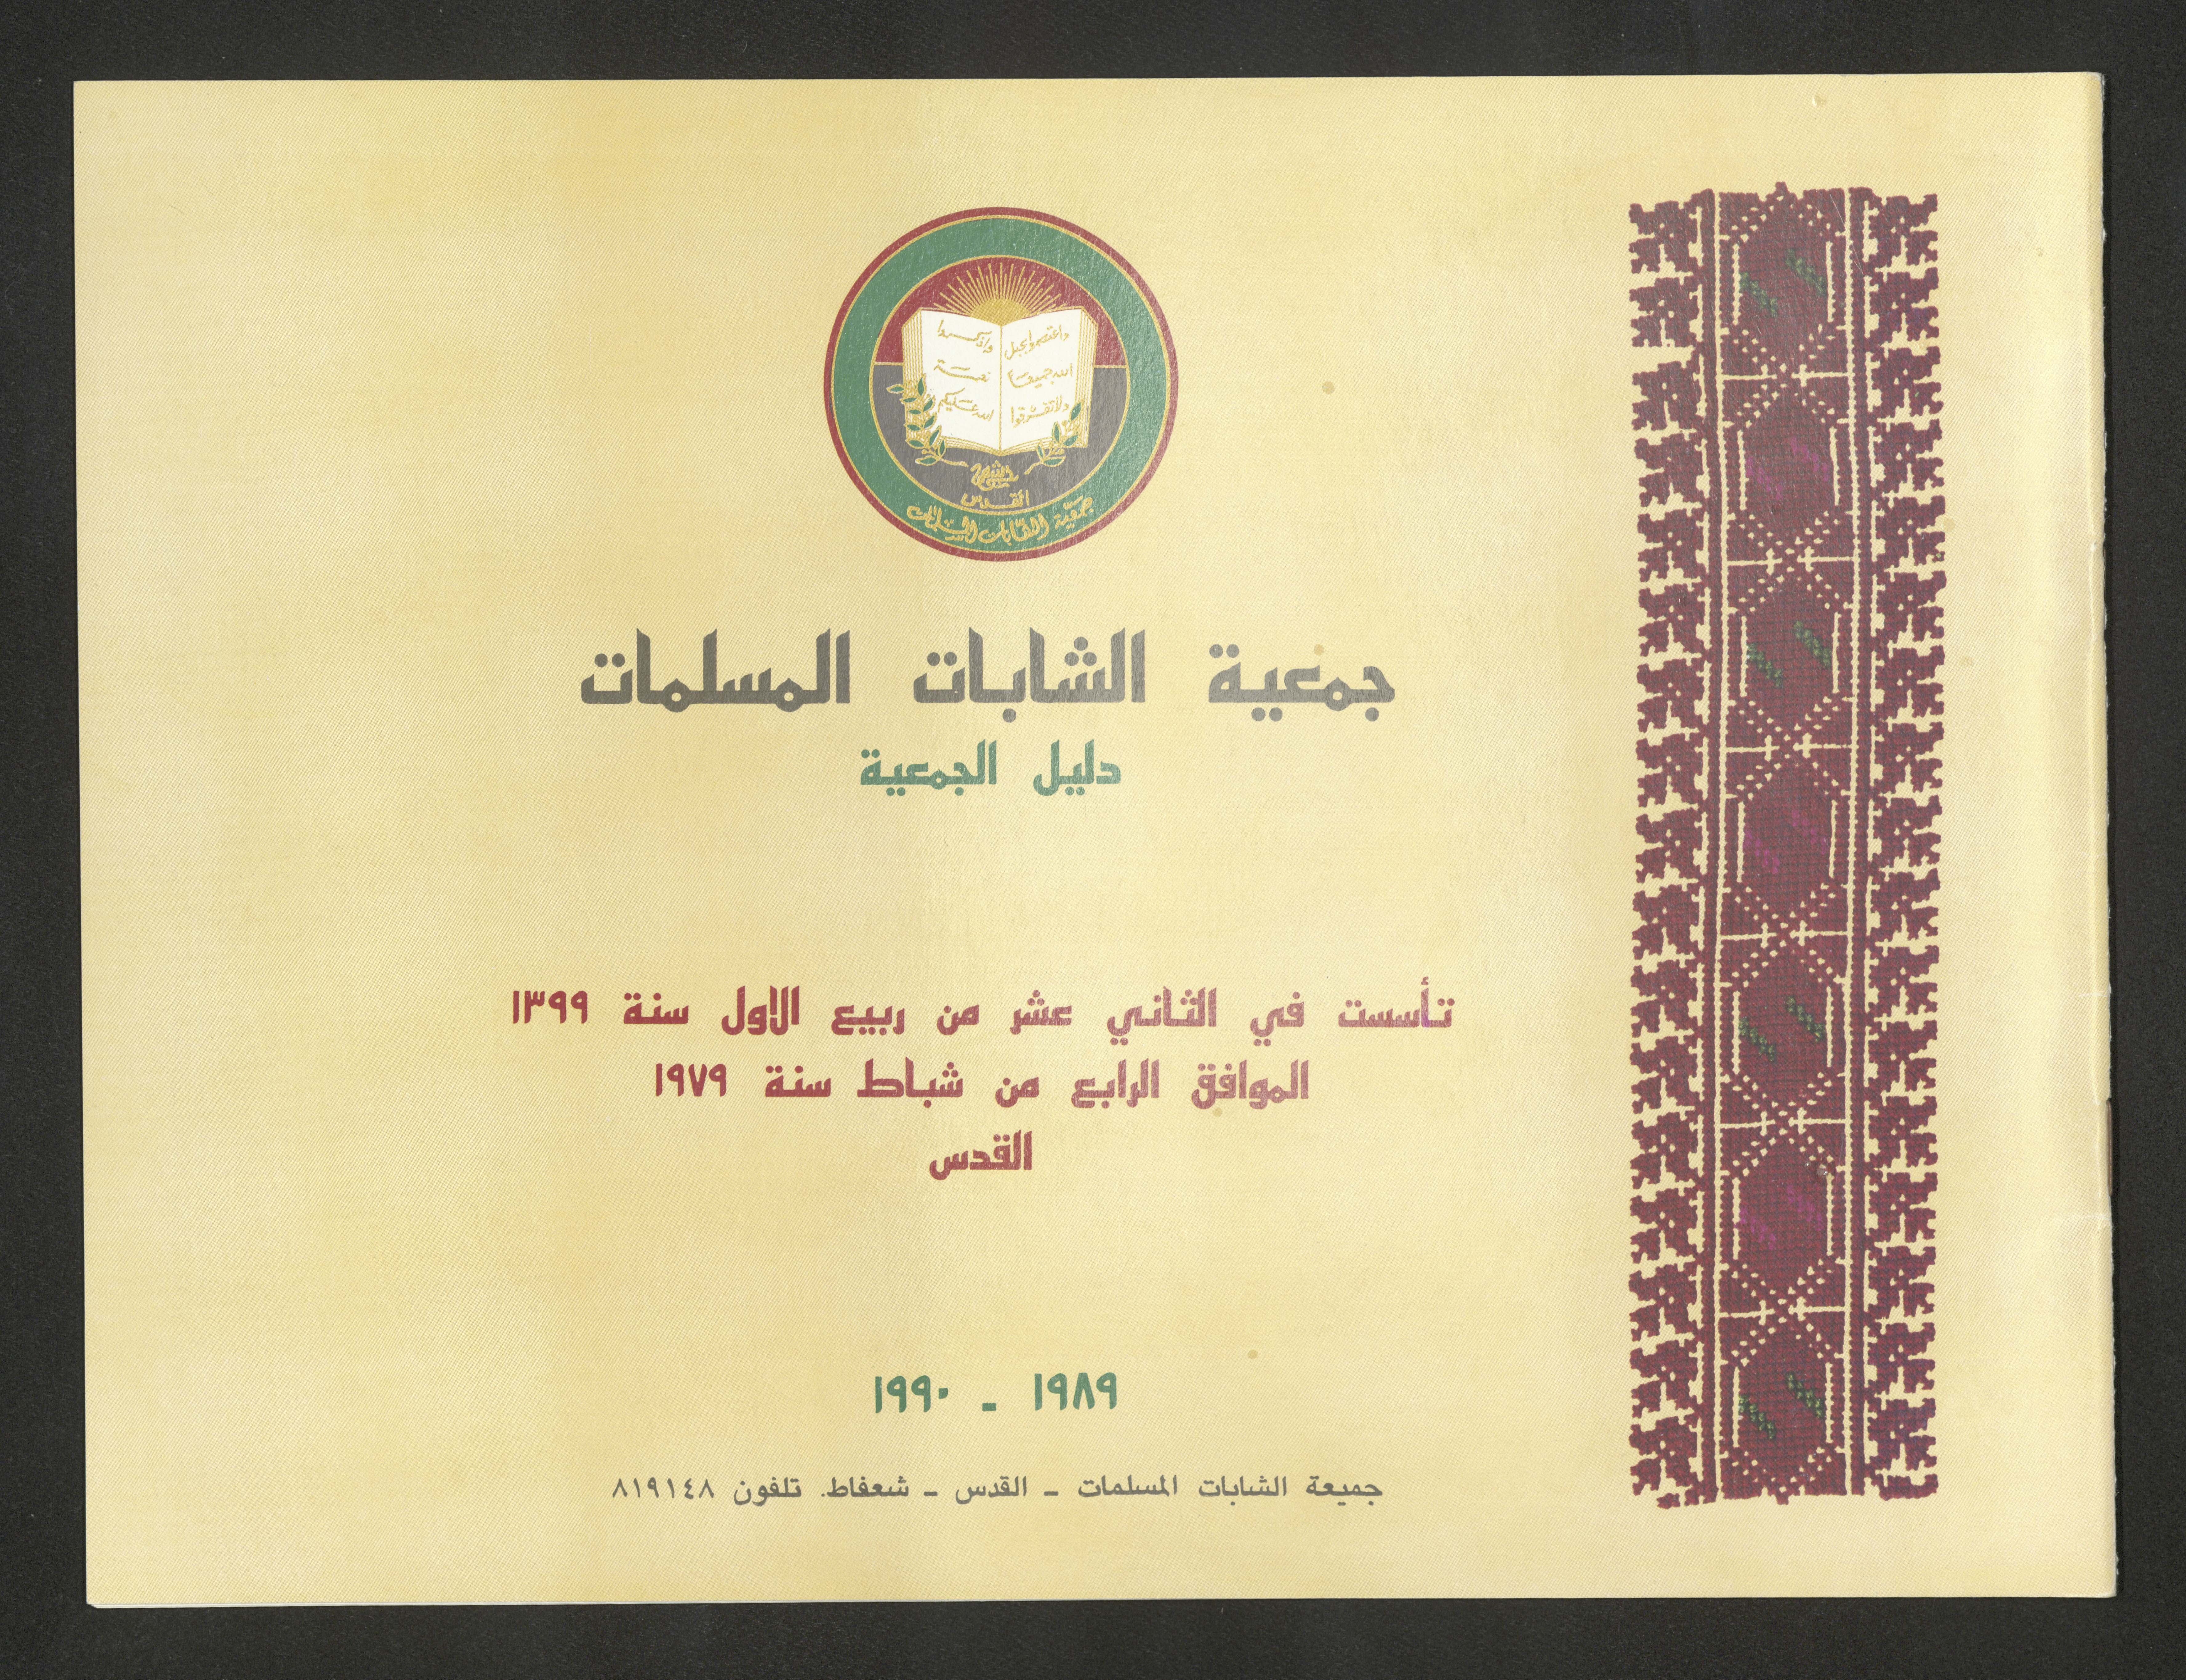 واعتصموا بحبل
الله جميعا
ولا تفرقوا
واذكروا
نعمة
الله عليكم
القدس
جمعية الشابات المسلمات
جمعية الشابات المسلمات
دليل الجمعية
تأسست في الثاني عشر من ربيع الاول سنة ١٣٩٩
الموافق الرابع من شباط سنة ١٩٧٩
القدس
١٩٨٩ - ١٩٩٠
جميعة الشابات المسلمات - القدس - شعفاط. تلفون ٨١٩١٤٨